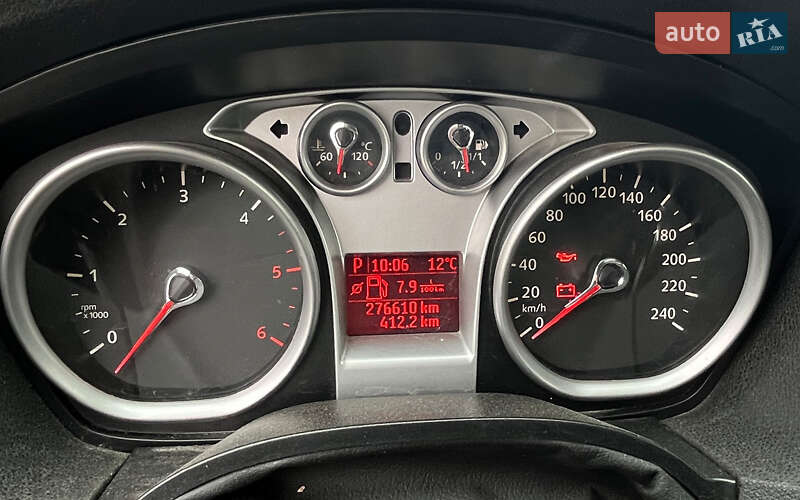 auto RIA
60 °C 120
0 1/2 1/1
0 1 2 3 4 5 6
rpm
x1000
P 10:06 12°C
7.9 l/100km
276610 km
412.2 km
0 20 40 60 80 100 120 140 160 180 200 220 240
km/h